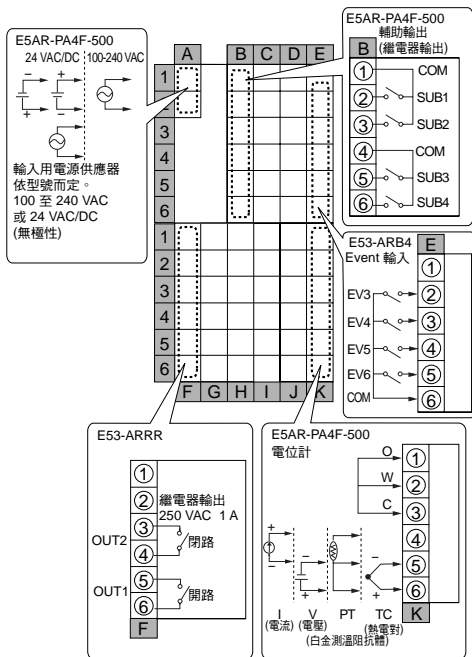 E5AR-PA4F-500
24 VAC/DC 100-240 VAC
− + 
+ −
輸入用電源供應器
依型號而定。
100 至 240 VAC
或 24 VAC/DC
(無極性)
A B C D E
1
2
3
4
5
6
1
2
3
4
5
6
F G H I J K
E5AR-PA4F-500
輔助輸出
(繼電器輸出)
B
① COM
② SUB1
③ SUB2
④ COM
⑤ SUB3
⑥ SUB4
E53-ARB4
Event 輸入
E
①
EV3 ②
EV4 ③
EV5 ④
EV6 ⑤
COM ⑥
E53-ARRR
①
②
繼電器輸出
250 VAC 1 A
OUT2 ③ ④ 閉路
OUT1 ⑤ ⑥ 開路
F
E5AR-PA4F-500
電位計
O ①
W ②
C ③
④
⑤
⑥
+ − − + − +
I V PT TC
(電流) (電壓) (熱電對)
(白金測溫阻抗體)
K